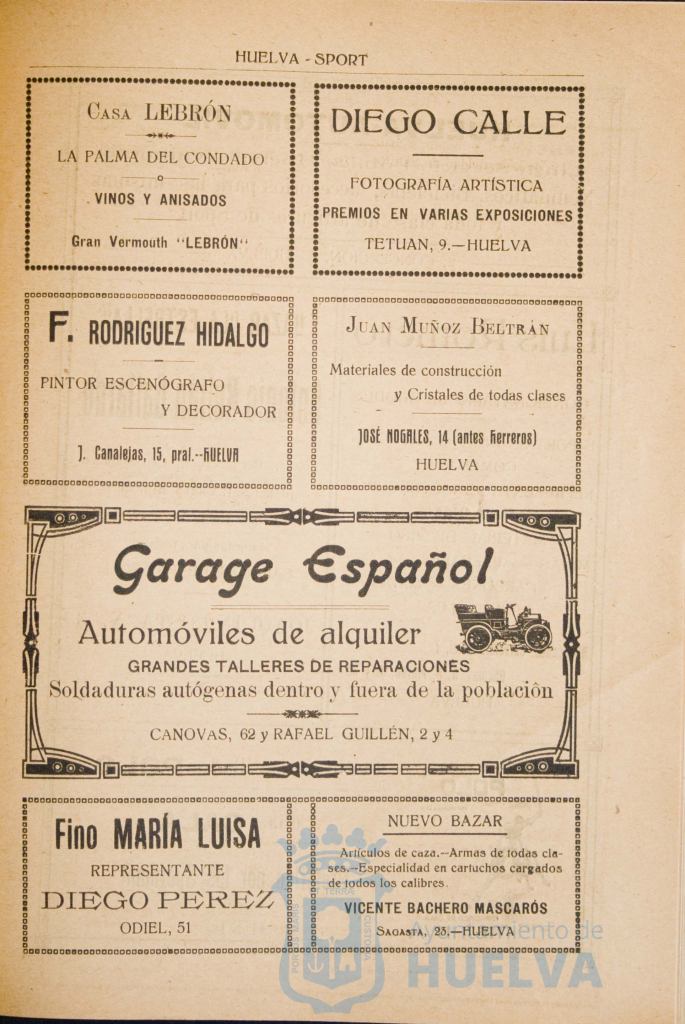 HUELVA - SPORT
CASA LEBRÓN
LA PALMA DEL CONDADO
VINOS Y ANISADOS
Gran Vermouth "LEBRÓN"
DIEGO CALLE
FOTOGRAFÍA ARTÍSTICA
PREMIOS EN VARIAS EXPOSICIONES
TETUAN, 9.—HUELVA
F. RODRIGUEZ HIDALGO
PINTOR ESCENÓGRAFO
Y DECORADOR
J. Canalejas, 15, pral.--HUELVA
JUAN MUÑOZ BELTRÁN
Materiales de construcción
y Cristales de todas clases
JOSÉ NOGALES, 14 (antes Herreros)
HUELVA
Garage Español
Automóviles de alquiler
GRANDES TALLERES DE REPARACIONES
Soldaduras autógenas dentro y fuera de la población
CANOVAS, 62 y RAFAEL GUILLÉN, 2 y 4
Fino MARÍA LUISA
REPRESENTANTE
DIEGO PEREZ
ODIEL, 51
NUEVO BAZAR
Artículos de caza.—Armas de todas cla-
ses.—Especialidad en cartuchos cargados
de todos los calibres.
VICENTE BACHERO MASCARÓS
SAGASTA, 23.—HUELVA
Ayuntamiento de
HUELVA